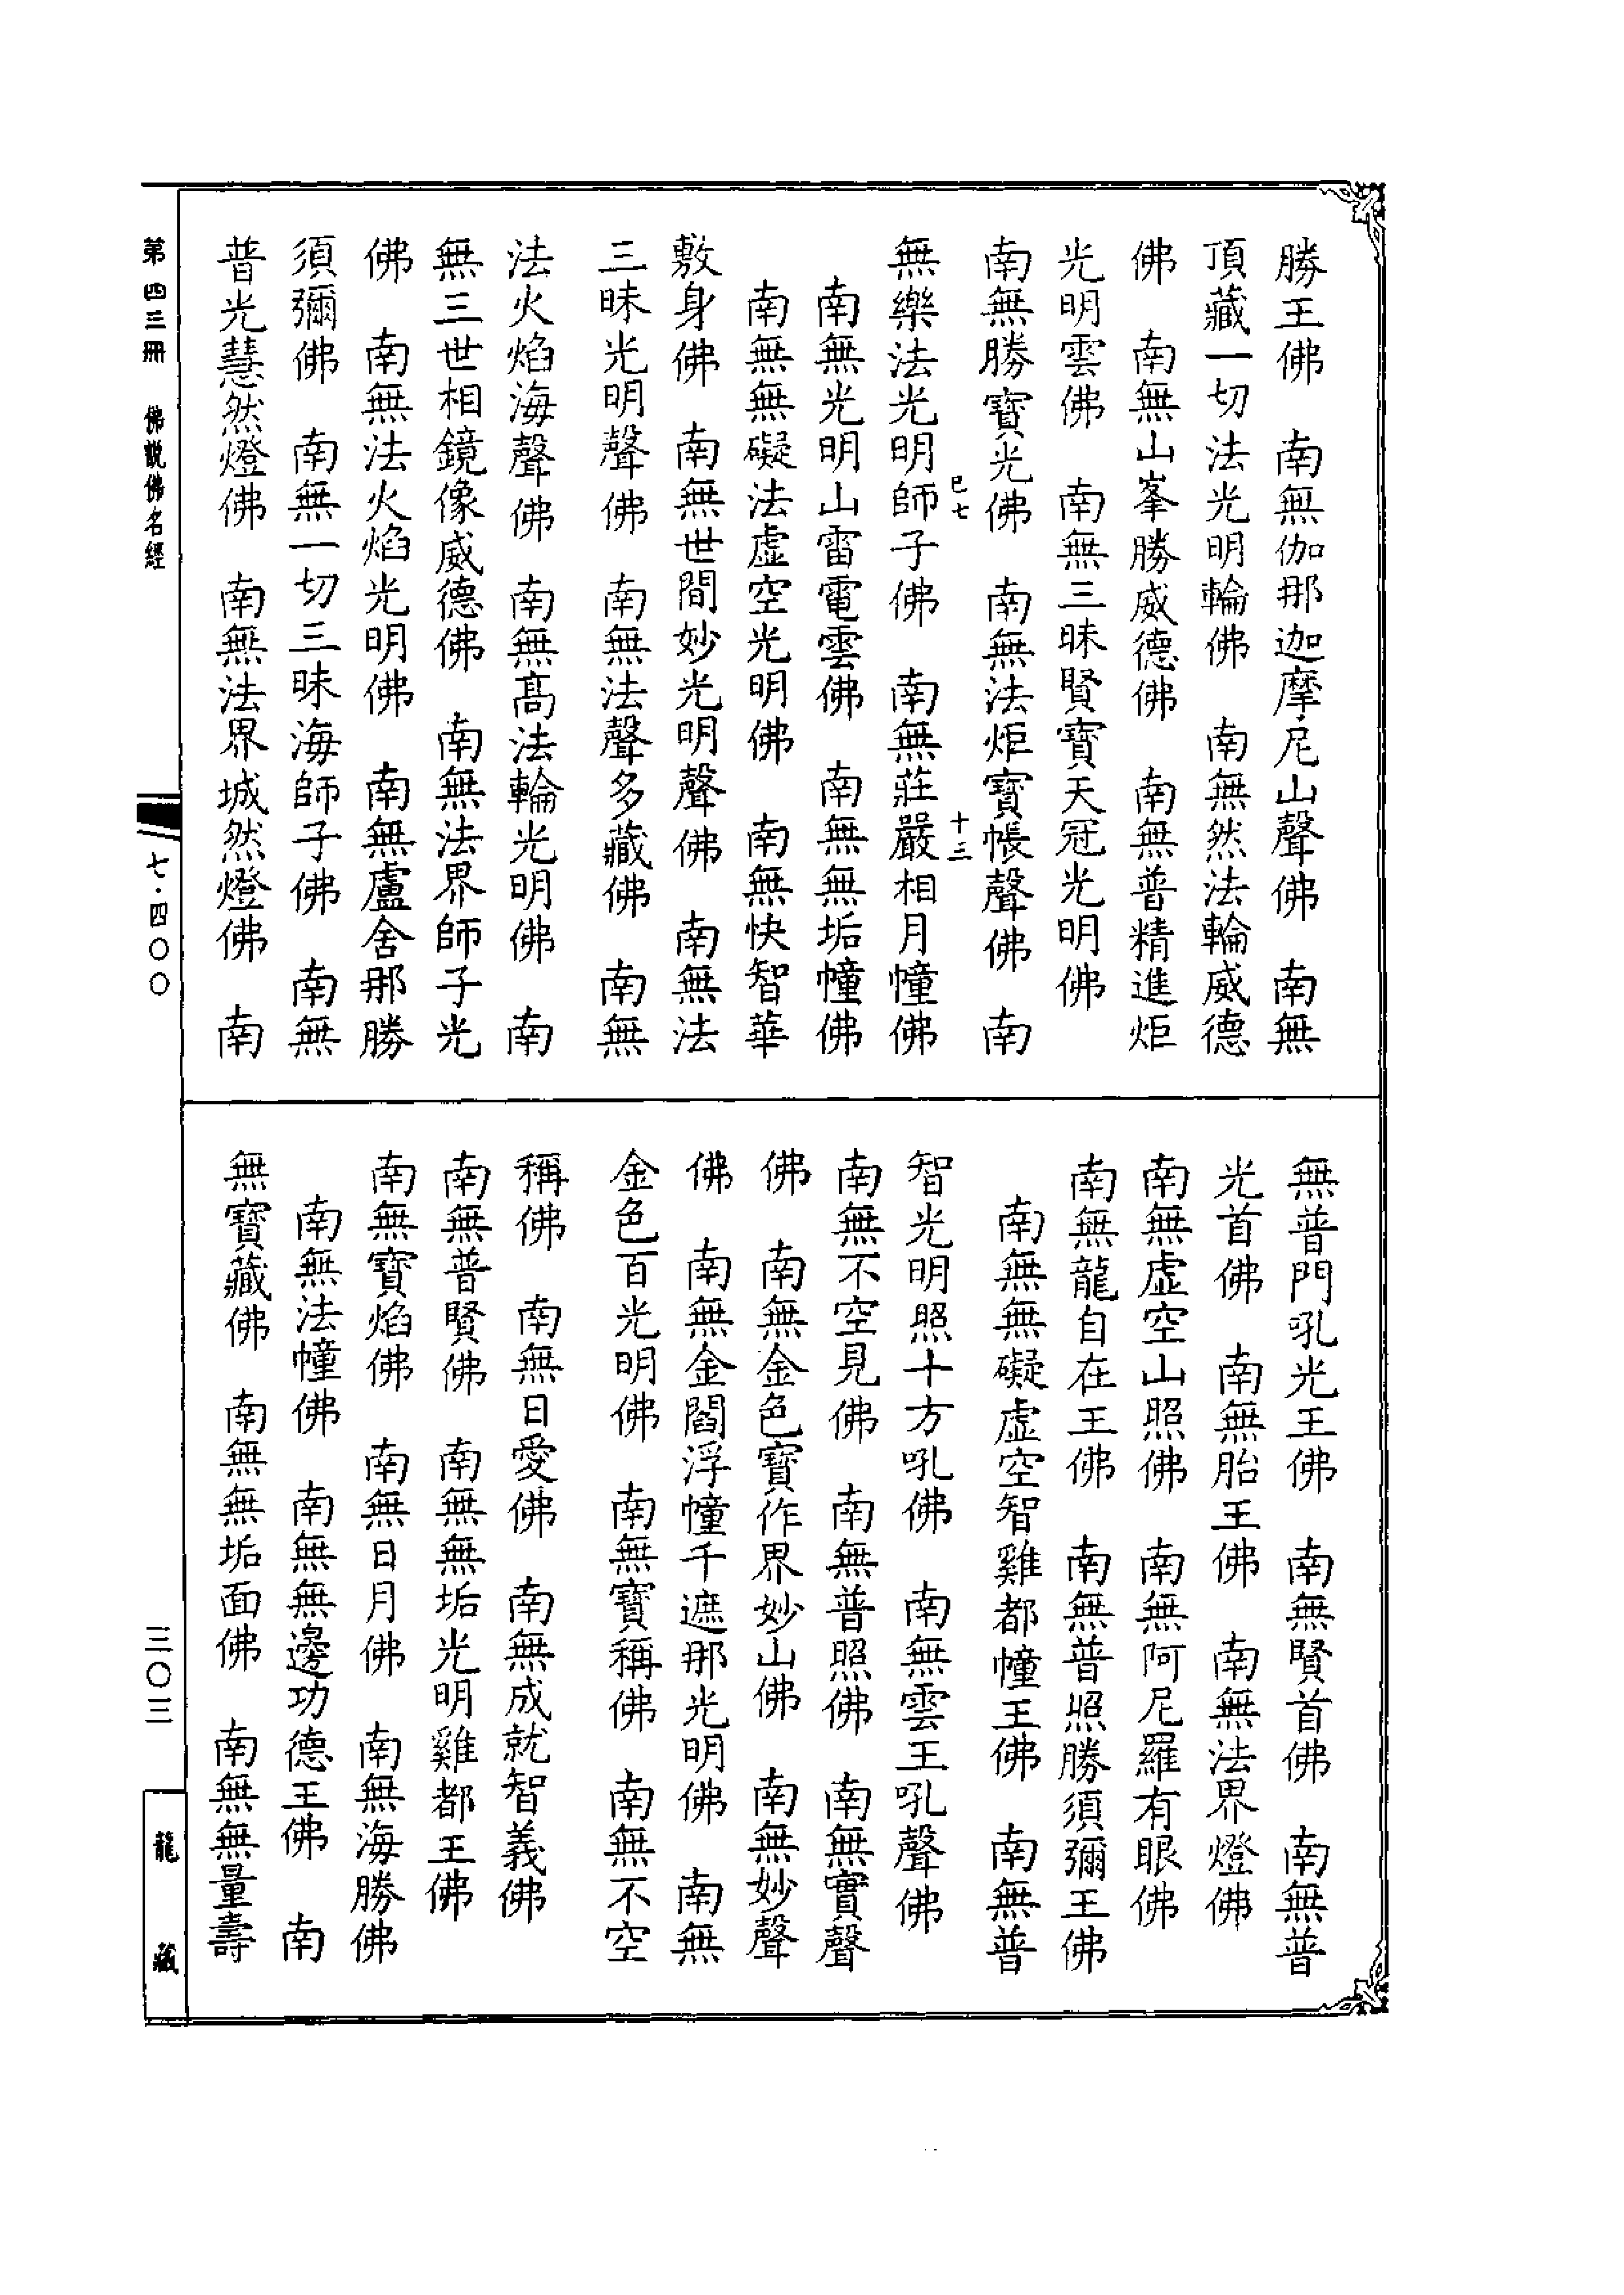 勝王佛　南無伽那迦摩尼山聲佛　南無
頂藏一切法光明輪佛　南無然法輪威德
佛　南無山峯勝威德佛　南無普精進炬
光明雲佛　南無三昧賢寶天冠光明佛
南無勝寶光佛　南無法炬寶帳聲佛　南
巳七　十三
無樂法光明師子佛　南無莊嚴相月幢佛
南無光明山雷電雲佛　南無無垢幢佛
南無無礙法虛空光明佛　南無快智華
敷身佛　南無世間妙光明聲佛　南無法
三昧光明聲佛　南無法聲多藏佛　南無
法火焰海聲佛　南無高法輪光明佛　南
無三世相鏡像威德佛　南無法界師子光
佛　南無法火焰光明佛　南無盧舍那勝
須彌佛　南無一切三昧海師子佛　南無
普光慧然燈佛　南無法界城然燈佛　南
無普門吼光王佛　南無賢首佛　南無普
光首佛　南無胎王佛　南無法界燈佛
南無虛空山照佛　南無阿尼羅有眼佛
南無龍自在王佛　南無普照勝須彌王佛
南無無礙虛空智雞都幢王佛　南無普
智光明照十方吼佛　南無雲王吼聲佛
南無不空見佛　南無普照佛　南無實聲
佛　南無金色寶作界妙山佛　南無妙聲
佛　南無金閻浮幢千遮那光明佛　南無
金色百光明佛　南無寶稱佛　南無不空
稱佛　南無日愛佛　南無成就智義佛
南無普賢佛　南無無垢光明雞都王佛
南無寶焰佛　南無日月佛　南無海勝佛
南無法幢佛　南無無邊功德王佛　南
無寶藏佛　南無無垢面佛　南無無量壽
第四三冊　佛說佛名經
七·四〇〇
三〇三
龍藏